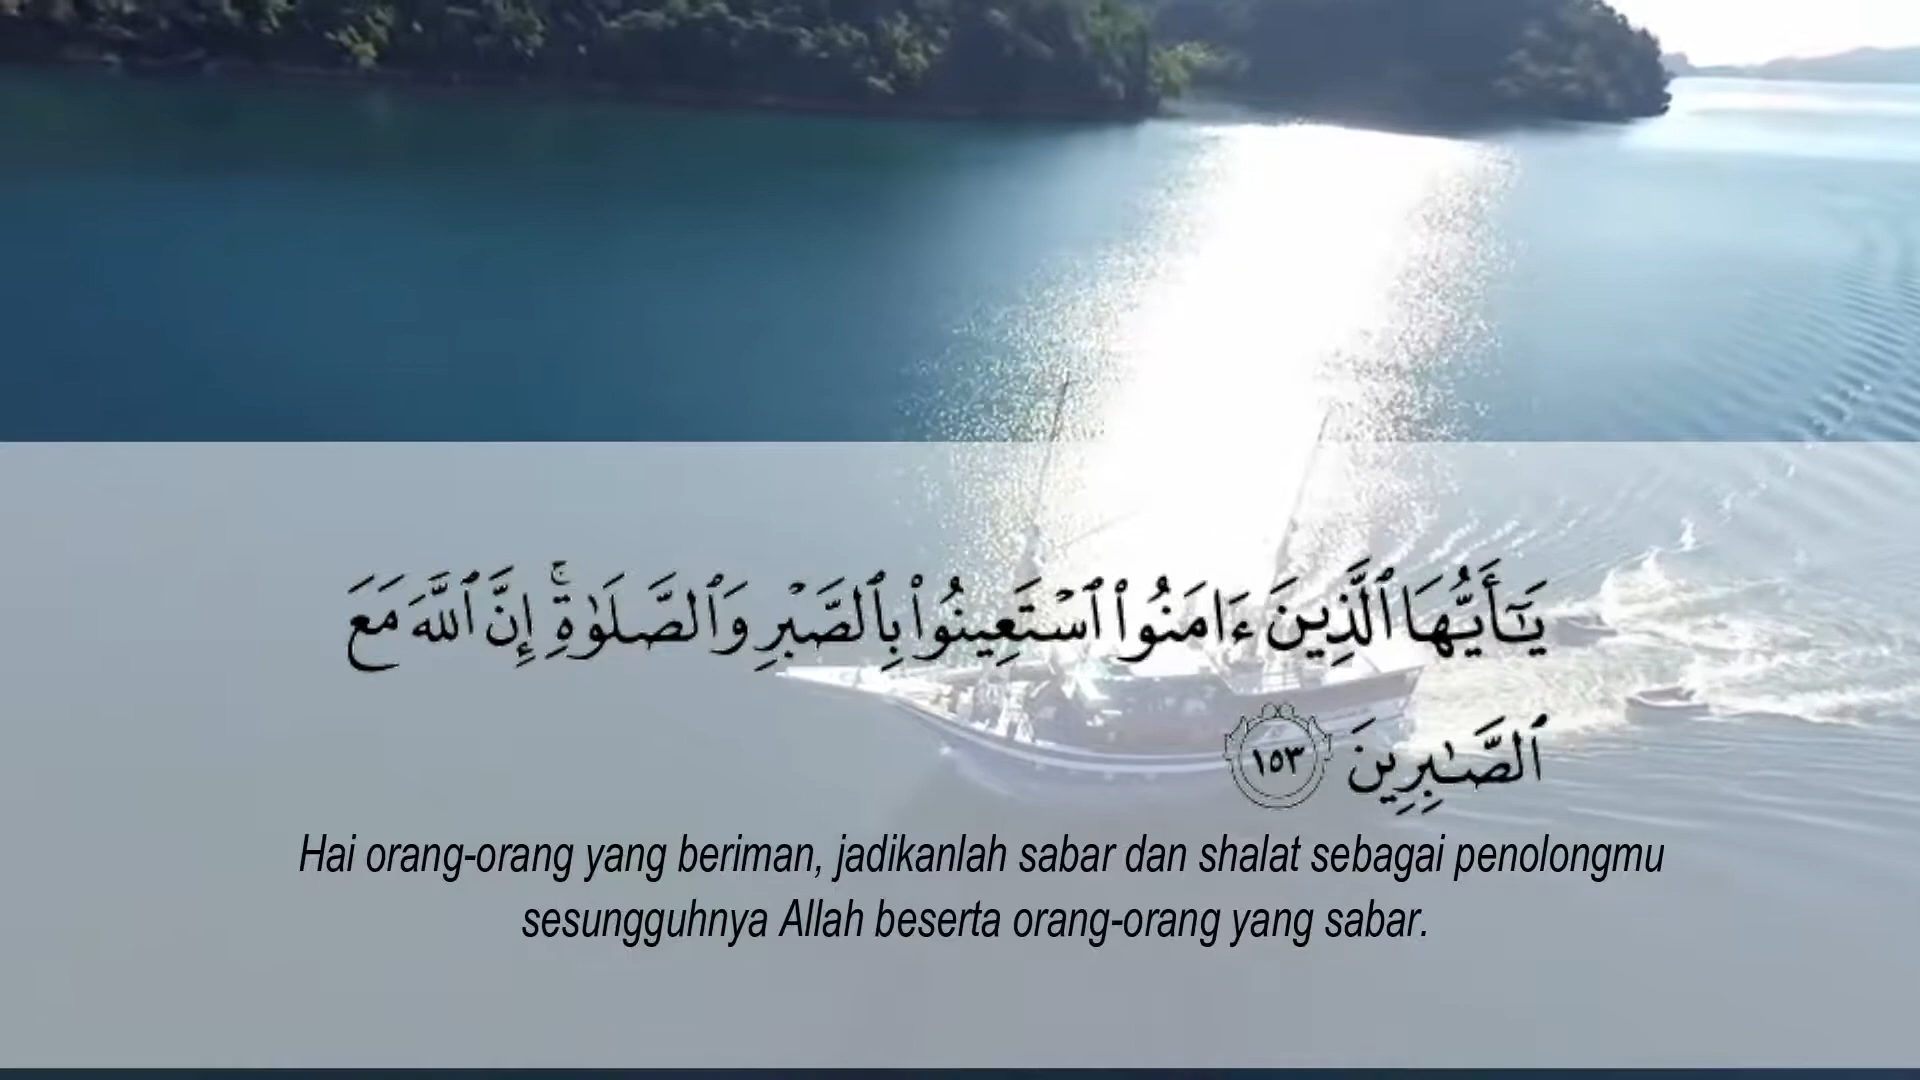 يَـٰٓأَيُّهَا ٱلَّذِينَ ءَامَنُوا۟ ٱسْتَعِينُوا۟ بِٱلصَّبْرِ وَٱلصَّلَوٰةِ ۚ إِنَّ ٱللَّهَ مَعَ
ٱلصَّـٰبِرِينَ ١٥٣
Hai orang-orang yang beriman, jadikanlah sabar dan shalat sebagai penolongmu
sesungguhnya Allah beserta orang-orang yang sabar.